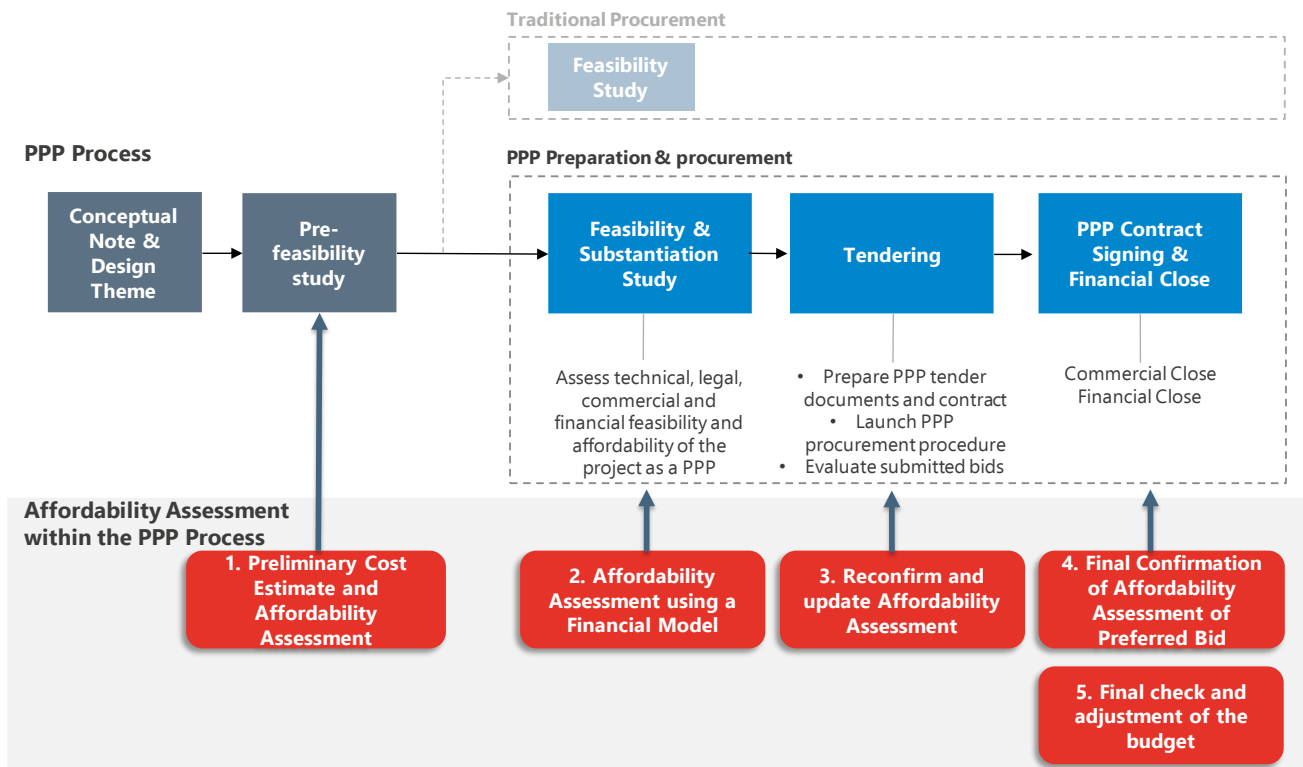 Traditional Procurement
Feasibility
Study
PPP Process
PPP Preparation & procurement
Conceptual
Note &
Design
Theme
Pre-
feasibility
study
Feasibility &
Substantiation
Study
Tendering
PPP Contract
Signing &
Financial Close
Assess technical, legal,
commercial and
financial feasibility and
affordability of the
project as a PPP
• Prepare PPP tender
documents and contract
• Launch PPP
procurement procedure
• Evaluate submitted bids
Commercial Close
Financial Close
Affordability Assessment
within the PPP Process
1. Preliminary Cost
Estimate and
Affordability
Assessment
2. Affordability
Assessment using a
Financial Model
3. Reconfirm and
update Affordability
Assessment
4. Final Confirmation
of Affordability
Assessment of
Preferred Bid
5. Final check and
adjustment of the
budget